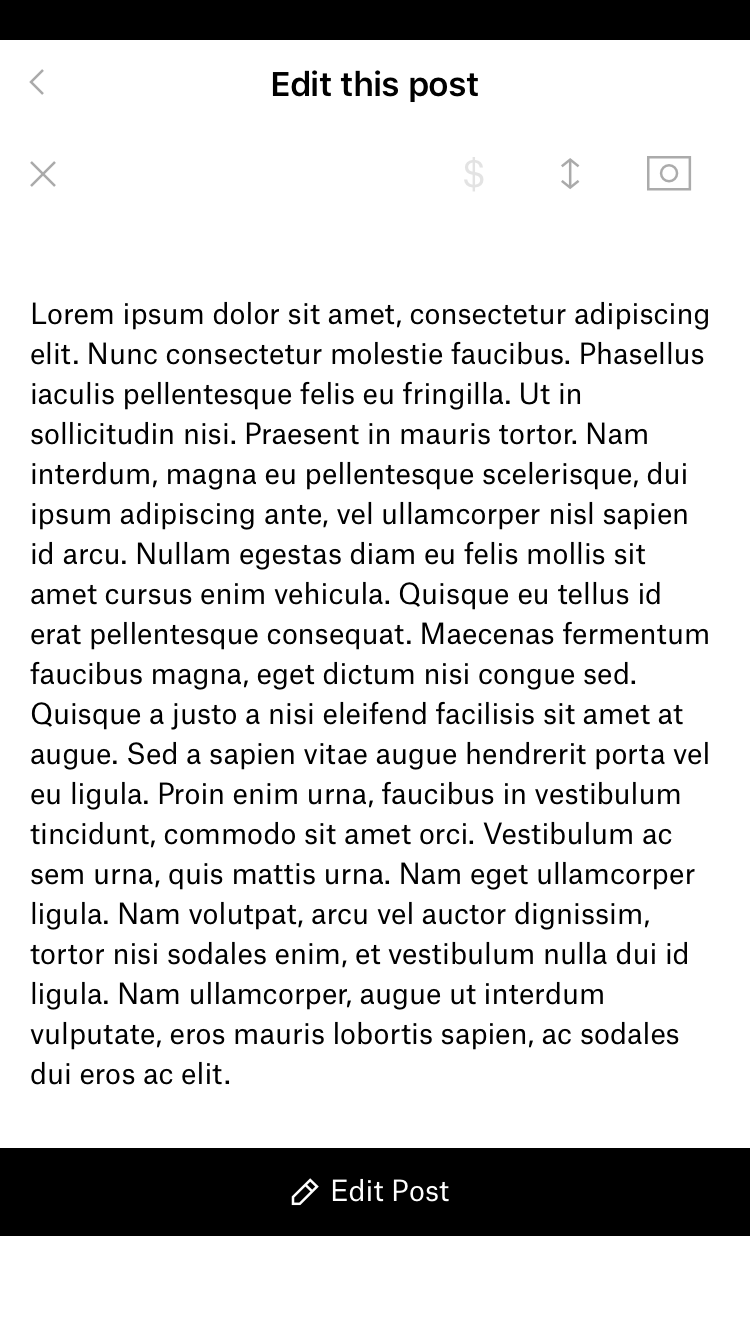 Edit this post
$
Lorem ipsum dolor sit amet, consectetur adipiscing
elit. Nunc consectetur molestie faucibus. Phasellus
iaculis pellentesque felis eu fringilla. Ut in
sollicitudin nisi. Praesent in mauris tortor. Nam
interdum, magna eu pellentesque scelerisque, dui
ipsum adipiscing ante, vel ullamcorper nisl sapien
id arcu. Nullam egestas diam eu felis mollis sit
amet cursus enim vehicula. Quisque eu tellus id
erat pellentesque consequat. Maecenas fermentum
faucibus magna, eget dictum nisi congue sed.
Quisque a justo a nisi eleifend facilisis sit amet at
augue. Sed a sapien vitae augue hendrerit porta vel
eu ligula. Proin enim urna, faucibus in vestibulum
tincidunt, commodo sit amet orci. Vestibulum ac
sem urna, quis mattis urna. Nam eget ullamcorper
ligula. Nam volutpat, arcu vel auctor dignissim,
tortor nisi sodales enim, et vestibulum nulla dui id
ligula. Nam ullamcorper, augue ut interdum
vulputate, eros mauris lobortis sapien, ac sodales
dui eros ac elit.
Edit Post